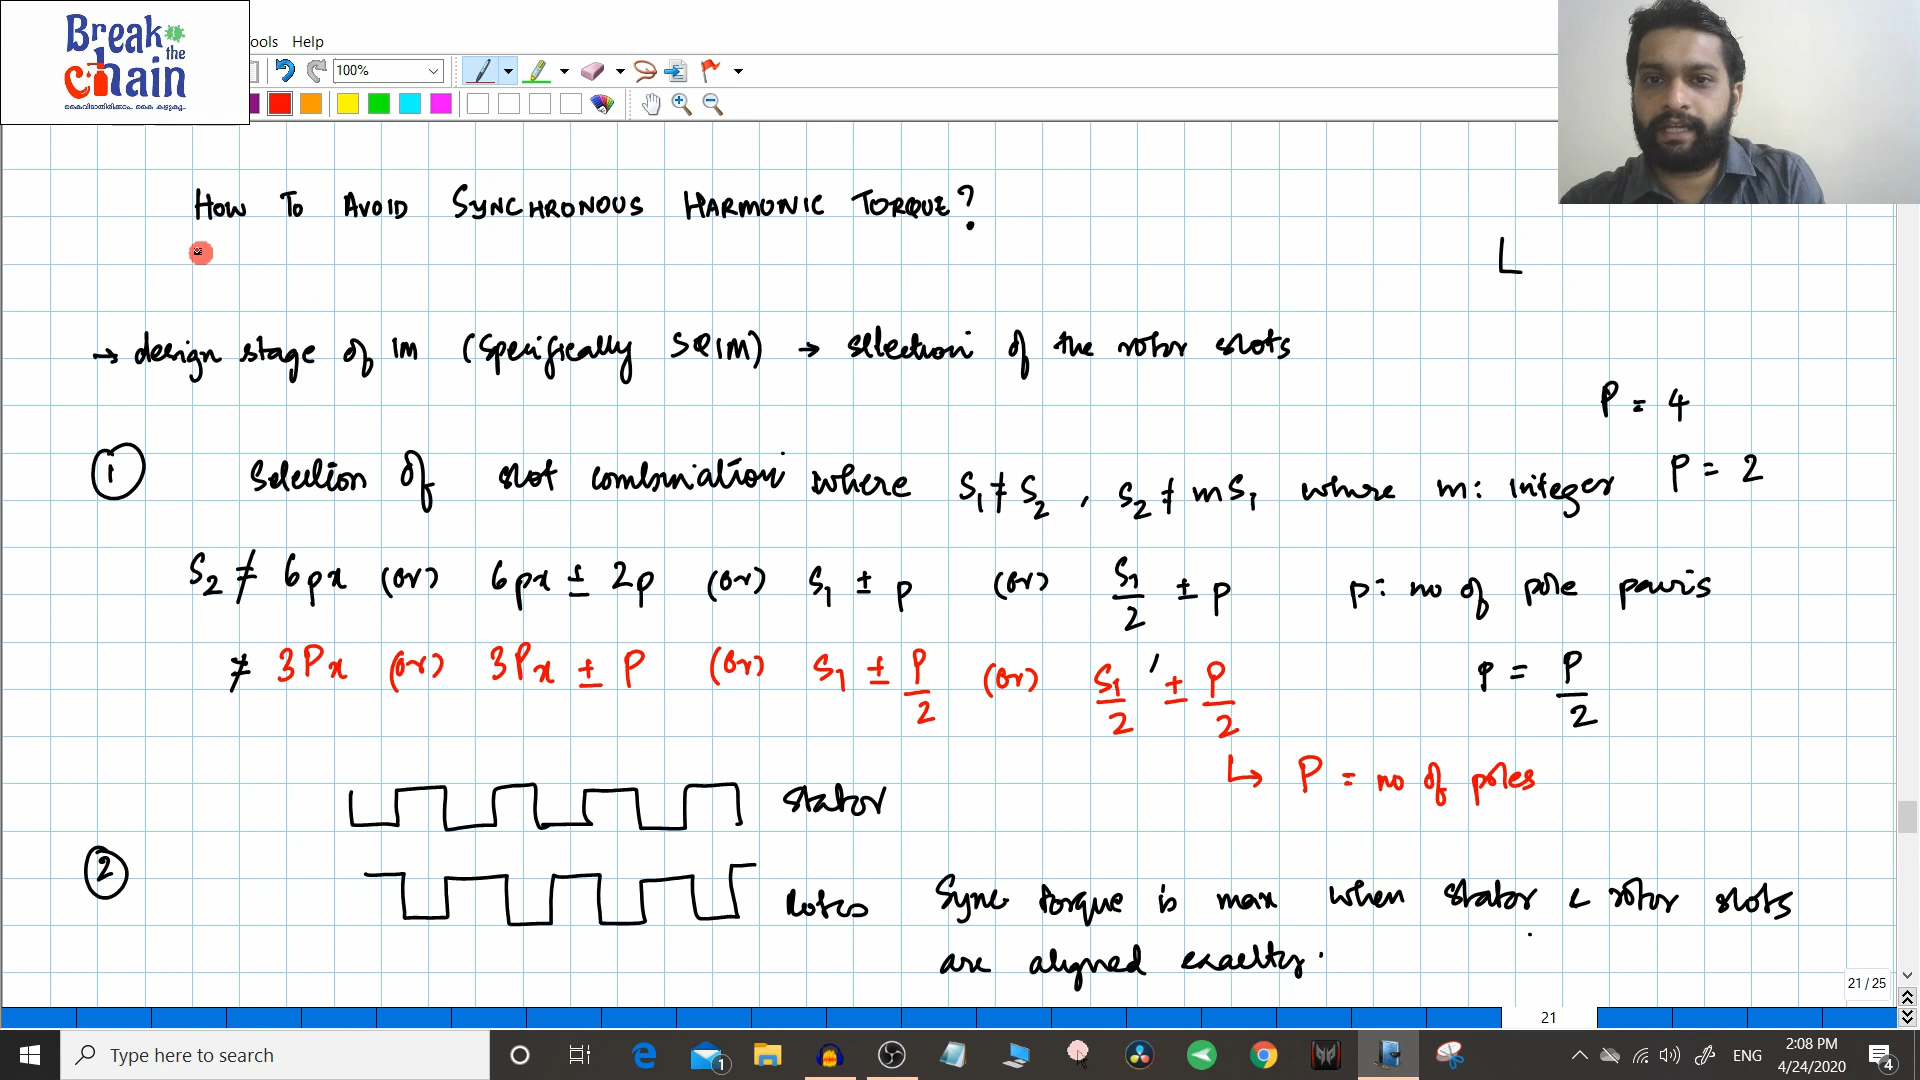 Break
the
chain
കൈവിടാതിരിക്കാം.. കൈ കഴുകൂ..
ools Help
100%
HOW TO AVOID SYNCHRONOUS HARMONIC TORQUE?
L
→ design stage of IM (Specifically SQIM) → selection of the rotor slots
P = 4
P = 2
① Selection of slot combination where S₁ ≠ S₂ , S₂ ≠ mS₁ where m: integer
S₂ ≠ 6px (or) 6px ± 2p (or) S₁ ± p (or) S₁/2 ± p p: no of pole pairs
≠ 3Px (or) 3Px ± P (or) S₁ ± P/2 (or) S₁/2 ± P/2 p = P/2
↳ P = no of poles
stator
②
Rotor Sync torque is max when stator & rotor slots
are aligned exactly.
21 / 25
21
Type here to search
1
ENG
2:08 PM
4/24/2020
4